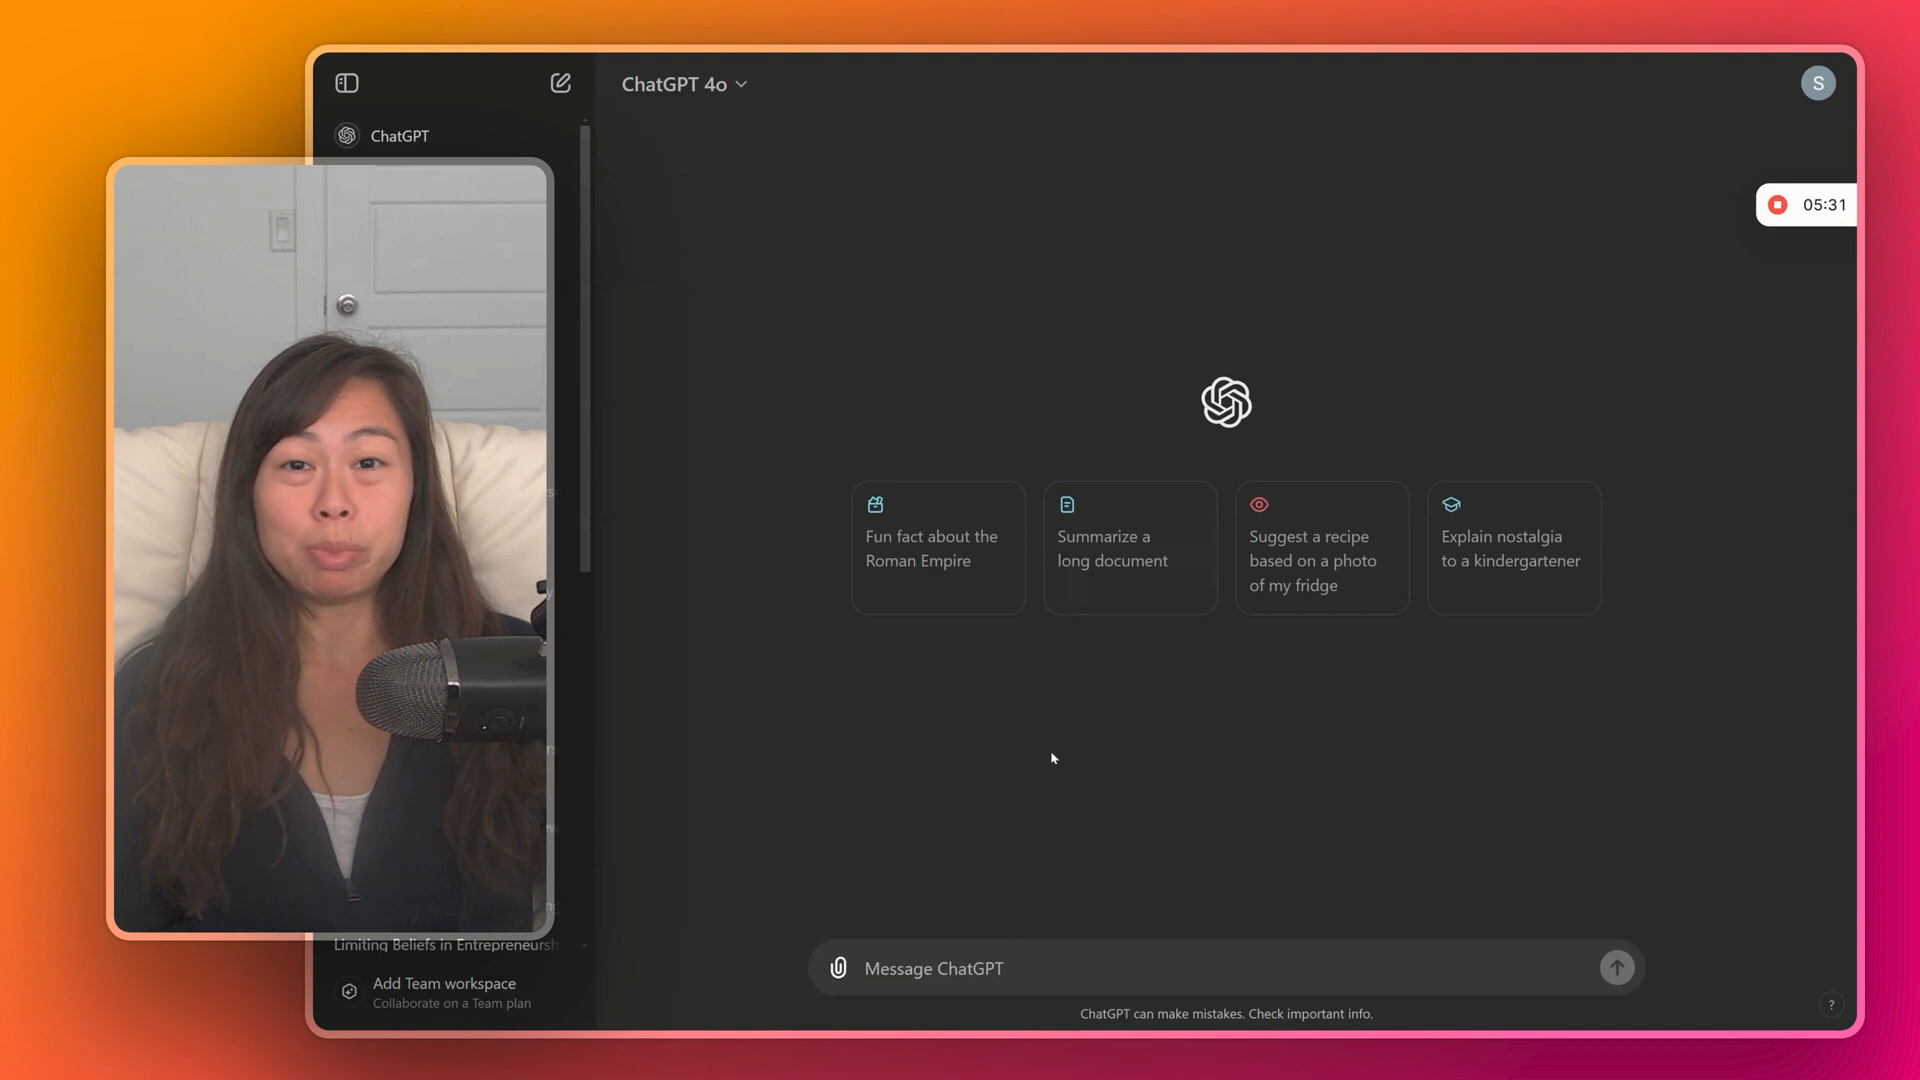 ChatGPT 4o
S
ChatGPT
05:31
Fun fact about the
Roman Empire
Summarize a
long document
Suggest a recipe
based on a photo
of my fridge
Explain nostalgia
to a kindergartener
Limiting Beliefs in Entrepreneursh
Add Team workspace
Collaborate on a Team plan
Message ChatGPT
ChatGPT can make mistakes. Check important info.
?